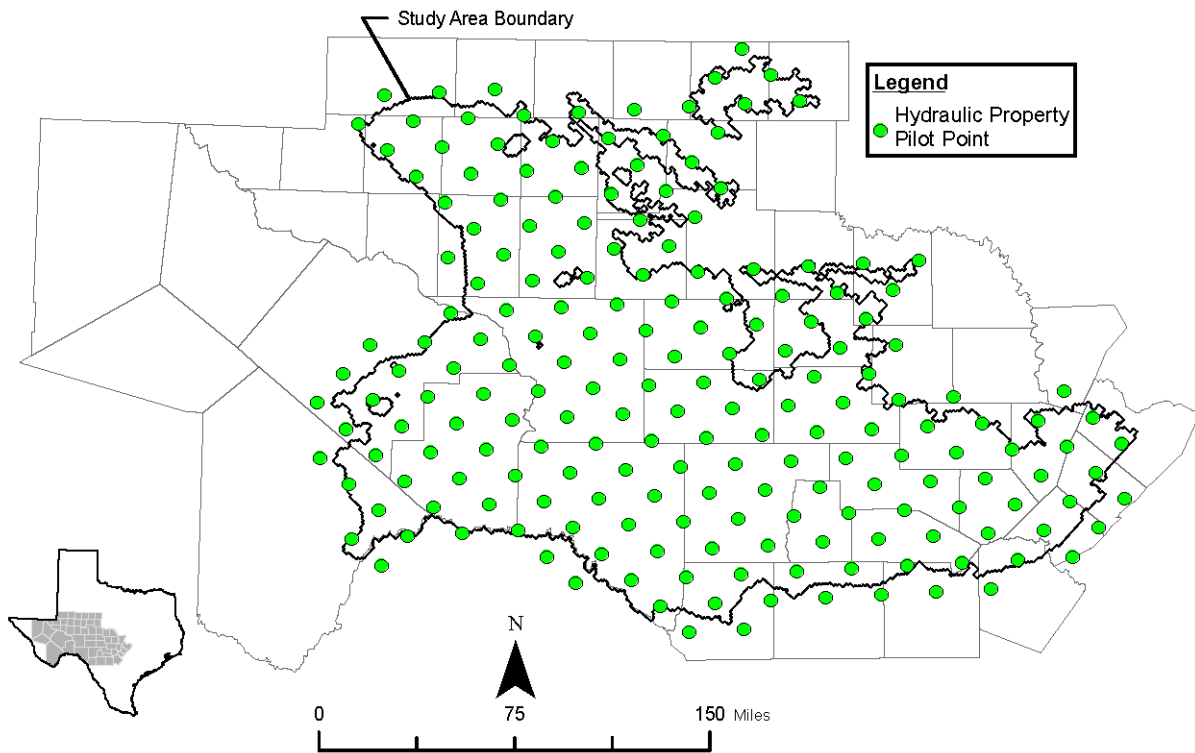 Study Area Boundary
Legend
Hydraulic Property
Pilot Point
N
0 75 150 Miles